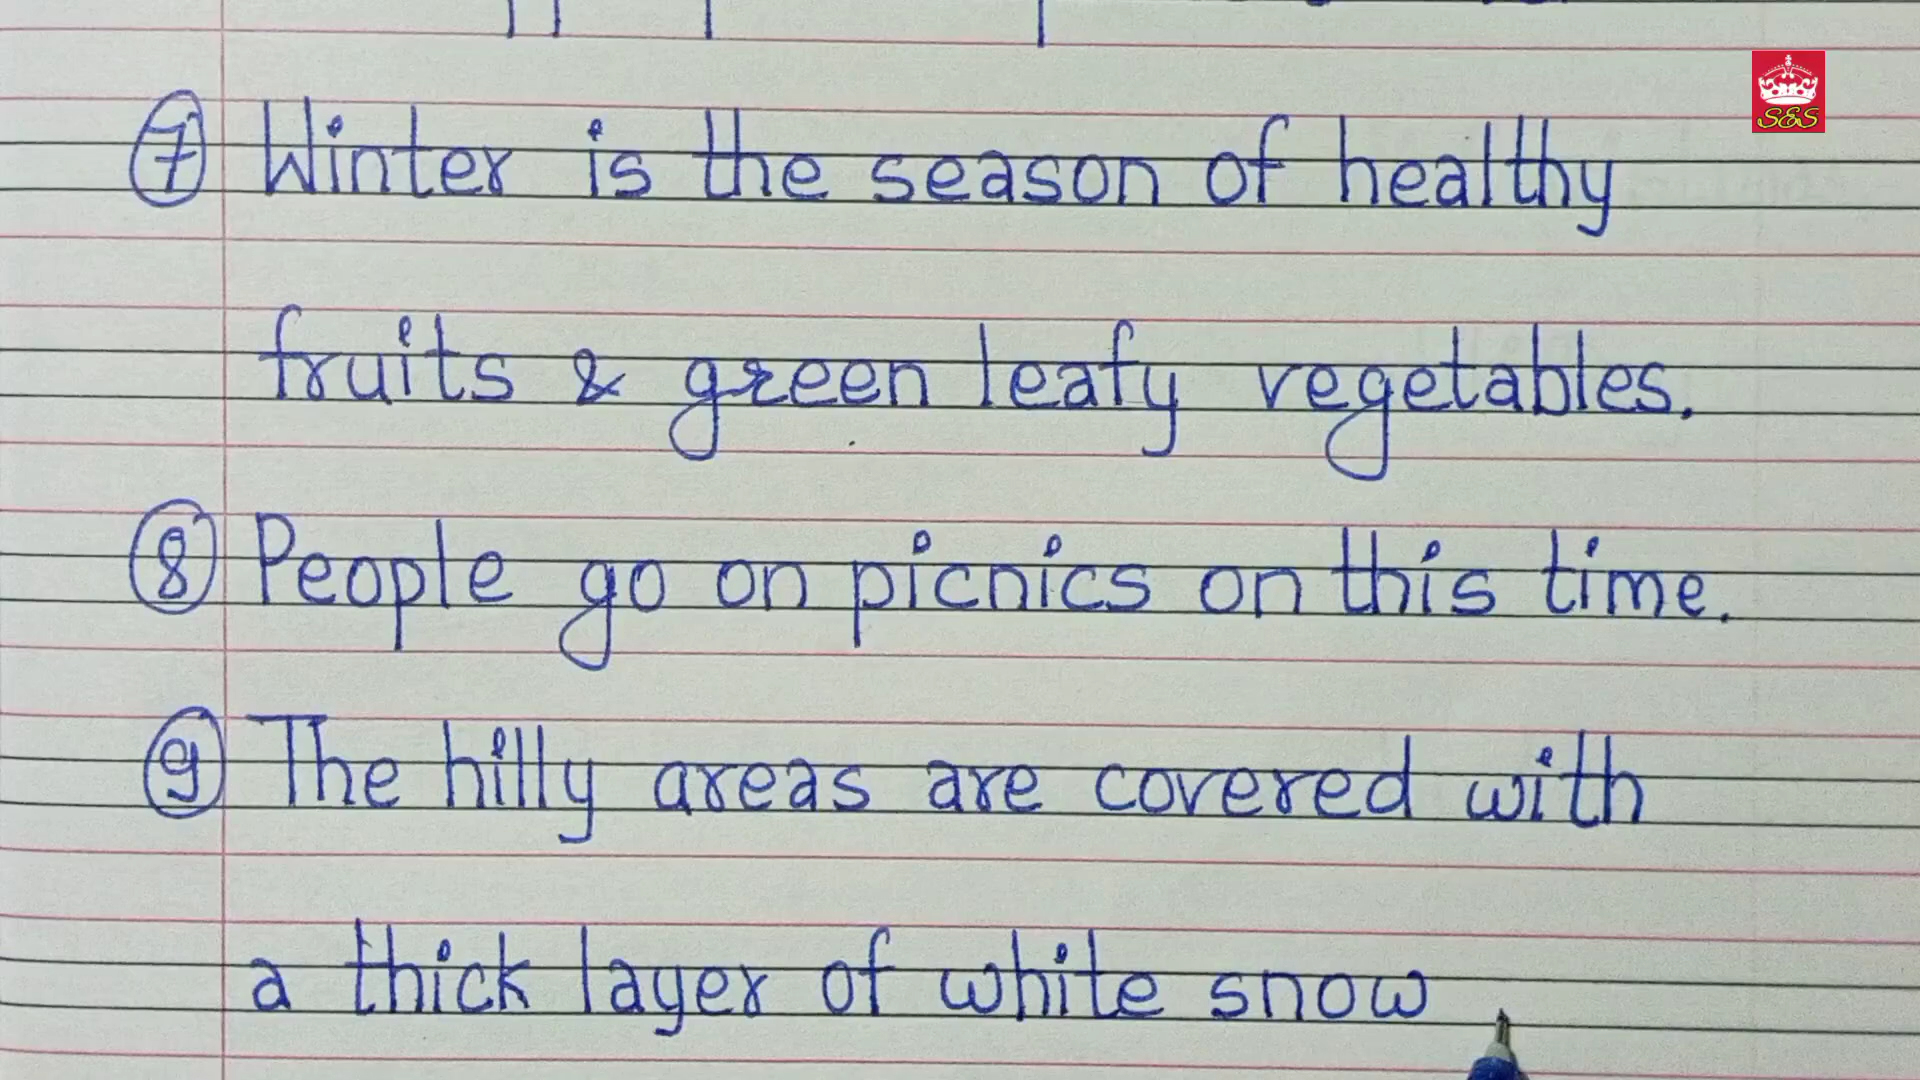 7 Winter is the season of healthy
fruits & green leafy vegetables.
8 People go on picnics on this time.
9 The hilly areas are covered with
a thick layer of white snow
S&S